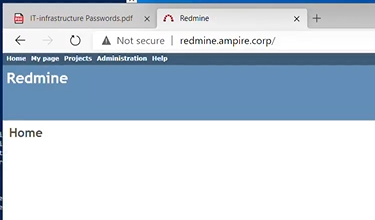 IT-infrastructure Passwords.pdf
Redmine
Not secure | redmine.ampire.corp/
Home My page Projects Administration Help
Redmine
Home